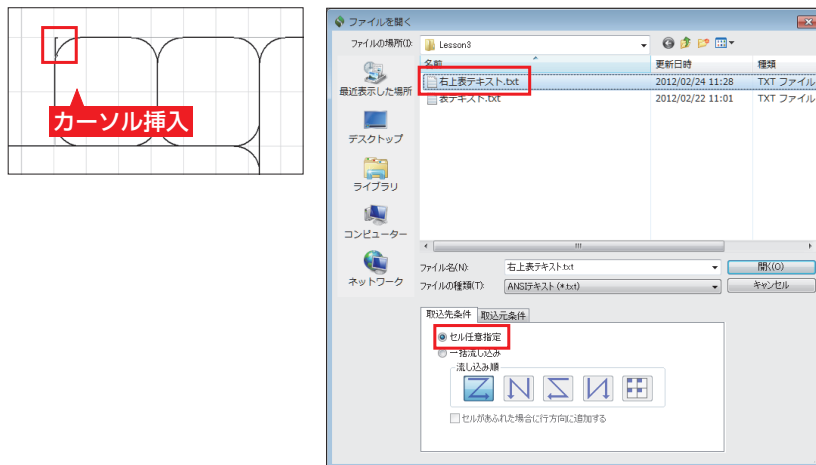 カーソル挿入
ファイルを開く
ファイルの場所(I):
Lesson3
名前
更新日時
種類
右上表テキスト.txt
2012/02/24 11:28
TXT ファイル
表テキスト.txt
2012/02/22 11:01
TXT ファイル
最近表示した場所
デスクトップ
ライブラリ
コンピューター
ネットワーク
ファイル名(N):
右上表テキスト.txt
開く(O)
ファイルの種類(T):
ANSIテキスト (*.txt)
キャンセル
取込先条件
取込元条件
セル任意指定
一括流し込み
流し込み順
セルがあふれた場合に行方向に追加する